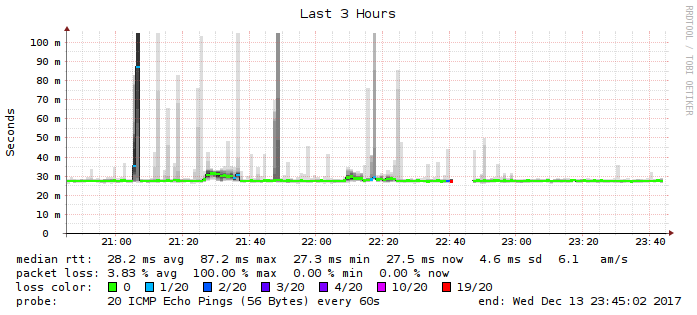 Last 3 Hours
RRDTOOL / TOBI OETIKER
Seconds
100 m
90 m
80 m
70 m
60 m
50 m
40 m
30 m
20 m
10 m
0
21:00 21:20 21:40 22:00 22:20 22:40 23:00 23:20 23:40
median rtt: 28.2 ms avg 87.2 ms max 27.3 ms min 27.5 ms now 4.6 ms sd 6.1 am/s
packet loss: 3.83 % avg 100.00 % max 0.00 % min 0.00 % now
loss color: 0 1/20 2/20 3/20 4/20 10/20 19/20
probe: 20 ICMP Echo Pings (56 Bytes) every 60s end: Wed Dec 13 23:45:02 2017